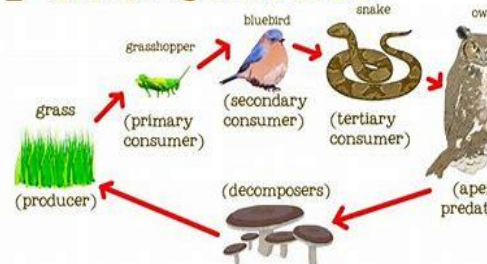 grass
(producer)
grasshopper
(primary
consumer)
bluebird
(secondary
consumer)
snake
(tertiary
consumer)
(decomposers)